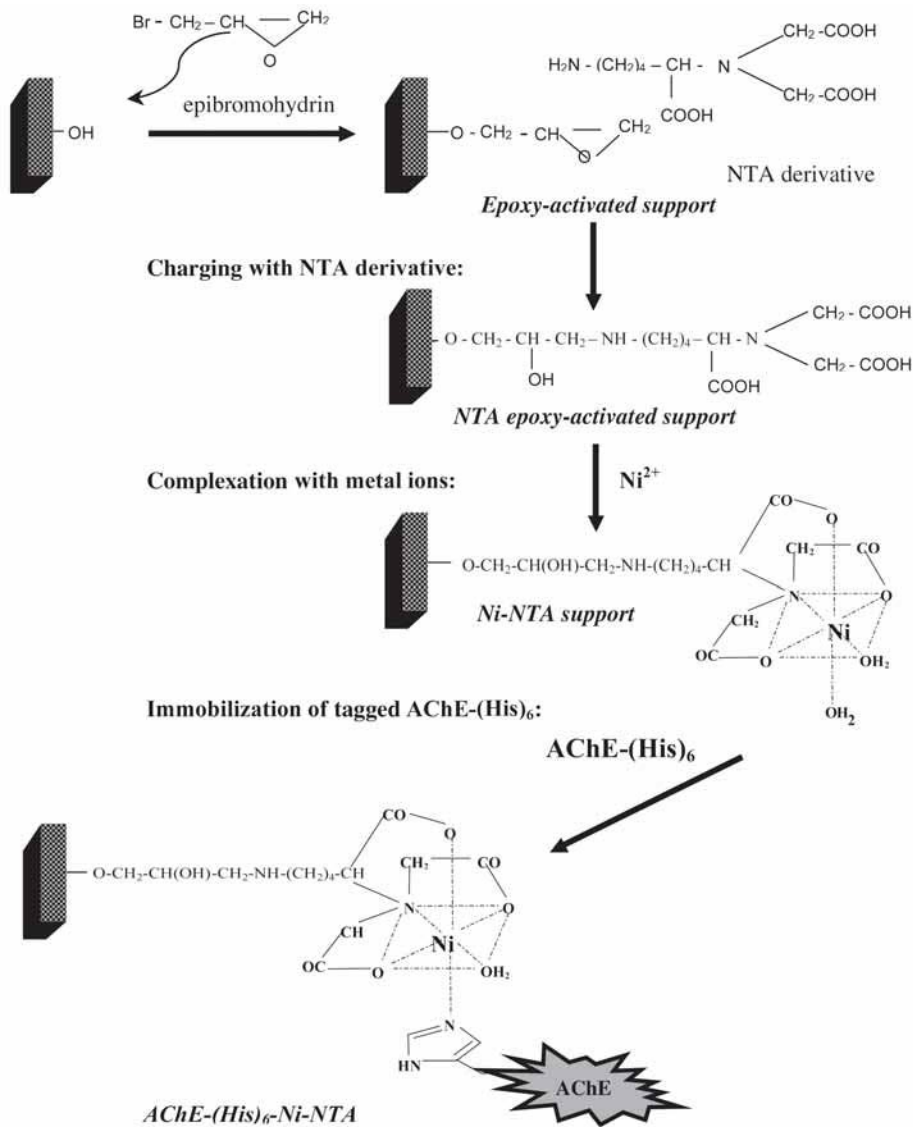 Br - CH2 - CH — CH2
O
epibromohydrin
OH
H2N - (CH2)4 - CH - N
CH2 -COOH
CH2 - COOH
COOH
NTA derivative
O - CH2 - CH — CH2
O
Epoxy-activated support
Charging with NTA derivative:
O - CH2 - CH - CH2 - NH - (CH2)4 - CH - N
CH2 - COOH
CH2 - COOH
OH
COOH
NTA epoxy-activated support
Complexation with metal ions:
Ni2+
CO
O
CH2
CO
O-CH2-CH(OH)-CH2-NH-(CH2)4-CH
N
O
CH2
Ni
OC
O
OH2
OH2
Ni-NTA support
Immobilization of tagged AChE-(His)6:
AChE-(His)6
CO
O
CH2
CO
O-CH2-CH(OH)-CH2-NH-(CH2)4-CH
N
O
CH
Ni
OC
O
OH2
N
HN
AChE
AChE-(His)6-Ni-NTA